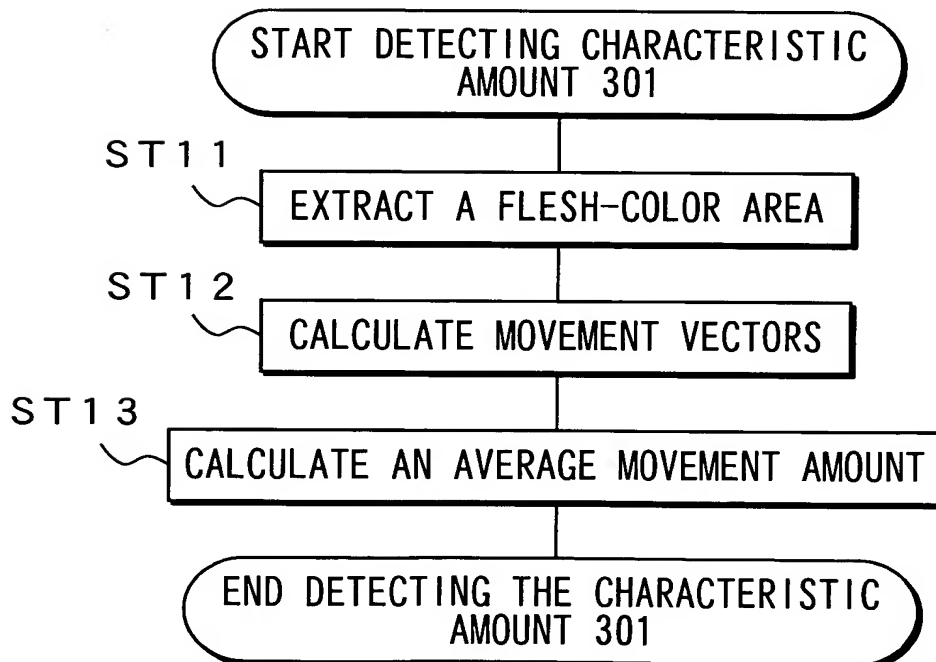 START DETECTING CHARACTERISTIC
AMOUNT 301
ST11
EXTRACT A FLESH-COLOR AREA
ST12
CALCULATE MOVEMENT VECTORS
ST13
CALCULATE AN AVERAGE MOVEMENT AMOUNT
END DETECTING THE CHARACTERISTIC
AMOUNT 301